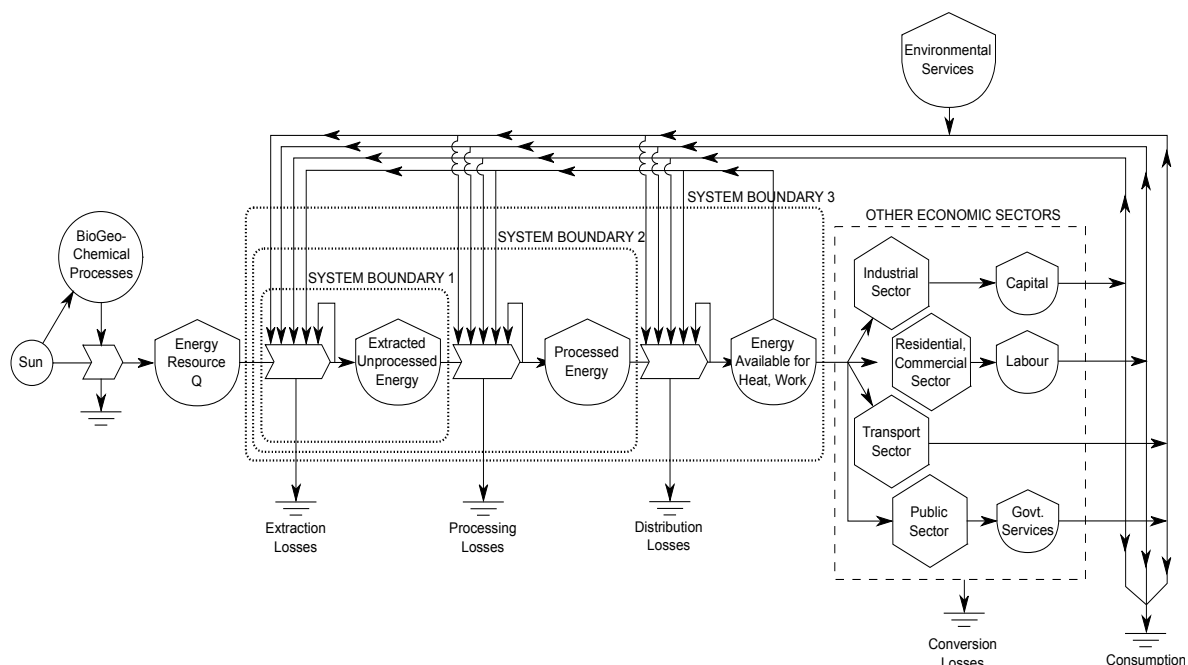 Environmental
Services
SYSTEM BOUNDARY 3
OTHER ECONOMIC SECTORS
BioGeo-
Chemical
Processes
SYSTEM BOUNDARY 2
SYSTEM BOUNDARY 1
Industrial
Sector
Capital
Sun
Energy
Resource
Q
Extracted
Unprocessed
Energy
Processed
Energy
Energy
Available for
Heat, Work
Residential,
Commercial
Sector
Labour
Transport
Sector
Public
Sector
Govt.
Services
Extraction
Losses
Processing
Losses
Distribution
Losses
Conversion
Losses
Consumption